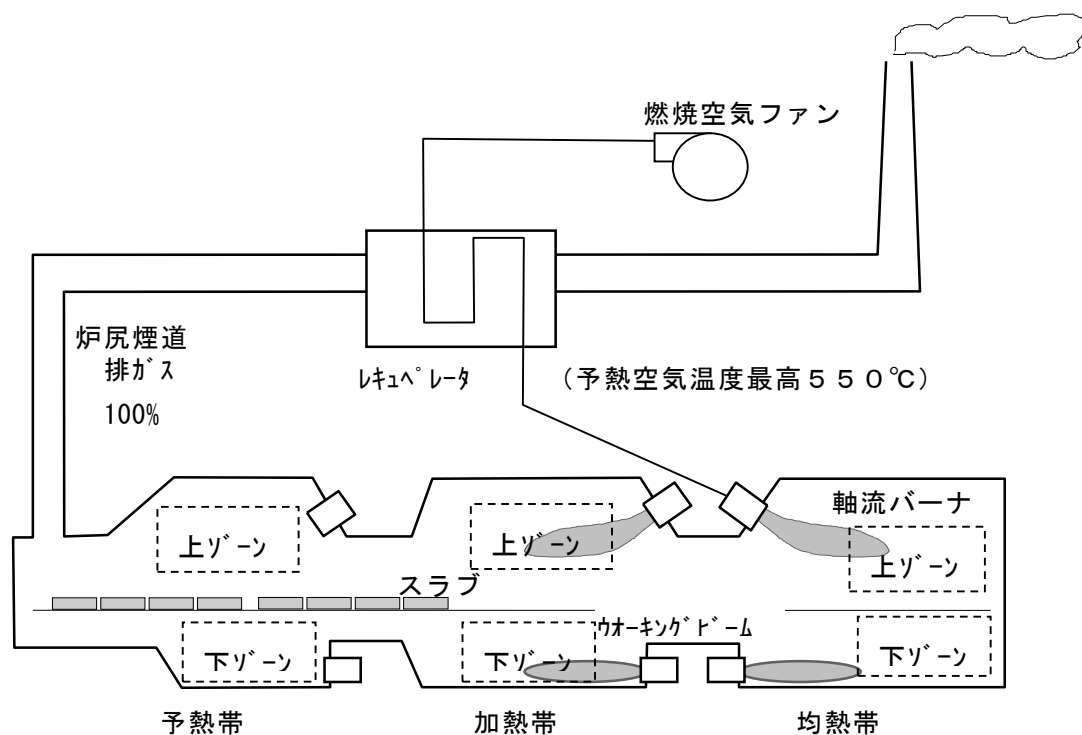 燃焼空気ファン
炉尻煙道
排ｶﾞｽ
100%
ﾚｷｭﾍﾟﾚｰﾀ
（予熱空気温度最高５５０℃）
軸流バーナ
上ｿﾞｰﾝ
上ｿﾞｰﾝ
上ｿﾞｰﾝ
スラブ
ｳｵｰｷﾝｸﾞﾋﾞｰﾑ
下ｿﾞｰﾝ
下ｿﾞｰﾝ
下ｿﾞｰﾝ
予熱帯
加熱帯
均熱帯